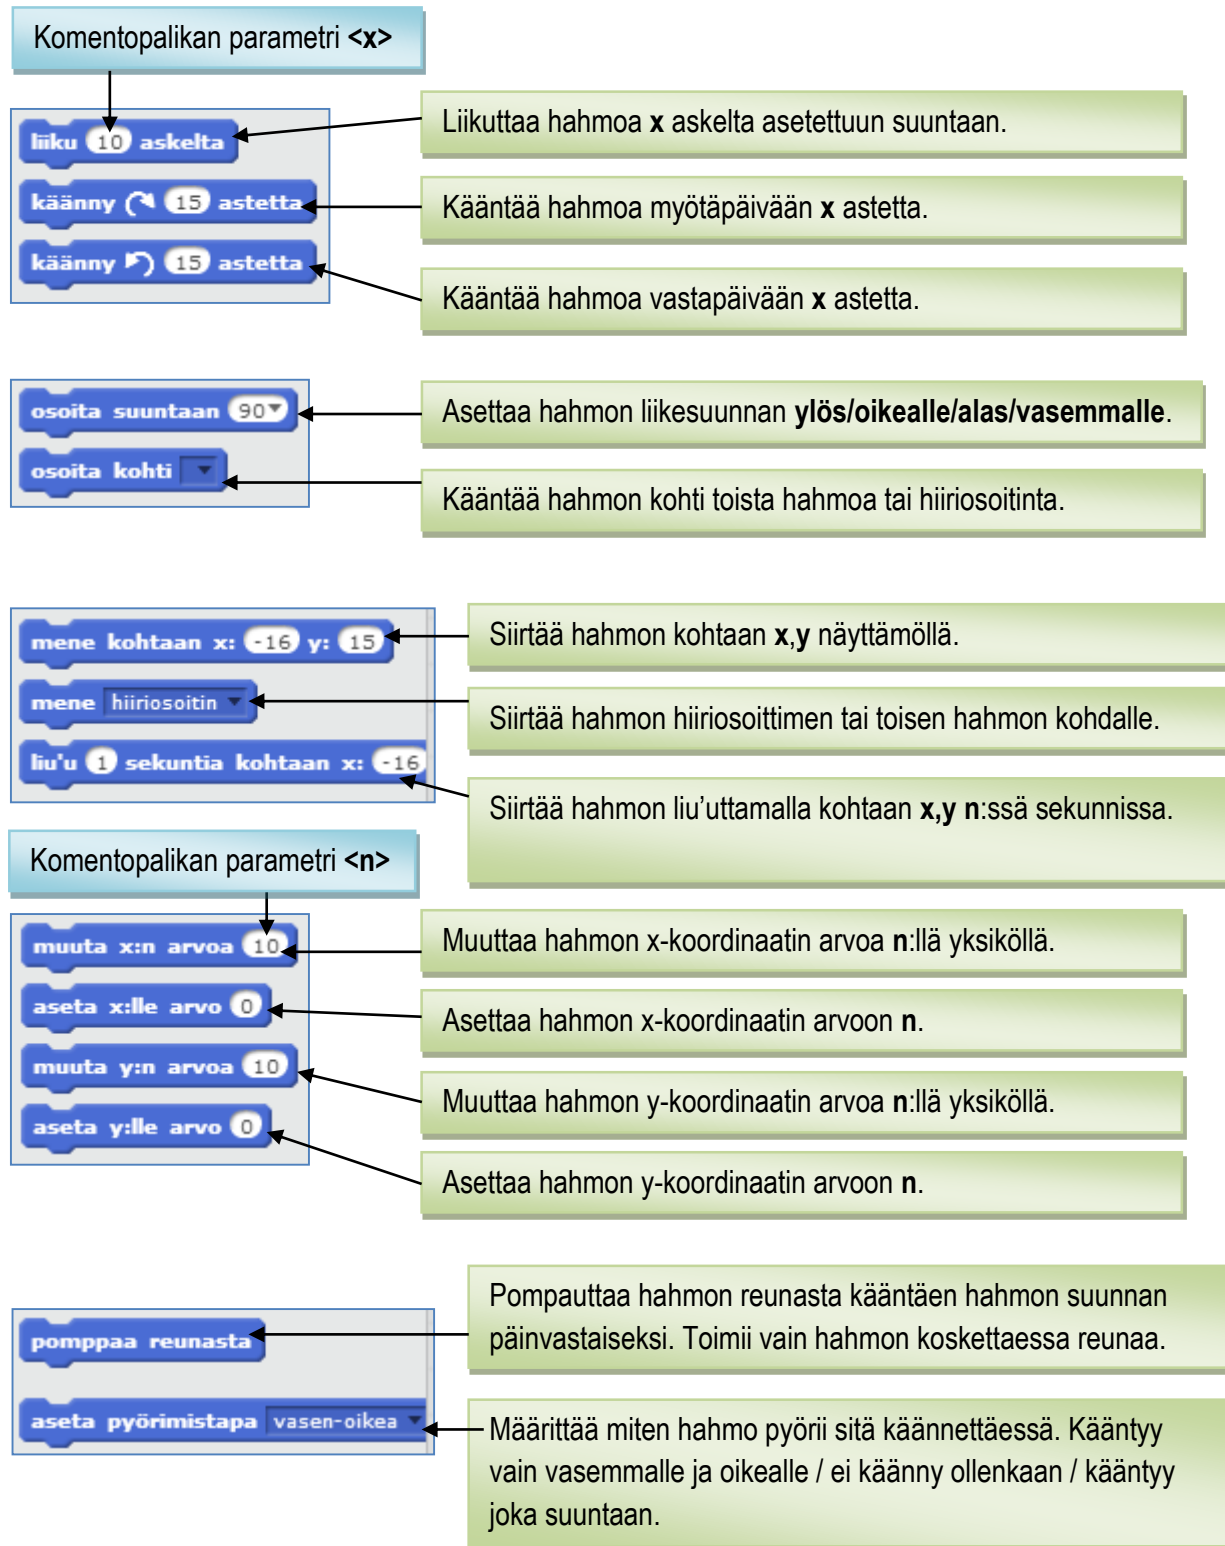 Komentopalikan parametri <x>
liiku 10 askelta
Liikuttaa hahmoa x askelta asetettuun suuntaan.
käänny 15 astetta
Kääntää hahmoa myötäpäivään x astetta.
käänny 15 astetta
Kääntää hahmoa vastapäivään x astetta.
osoita suuntaan 90
Asettaa hahmon liikesuunnan ylös/oikealle/alas/vasemmalle.
osoita kohti
Kääntää hahmon kohti toista hahmoa tai hiiriosoitinta.
mene kohtaan x: -16 y: 15
Siirtää hahmon kohtaan x,y näyttämöllä.
mene hiiriosoitin
Siirtää hahmon hiiriosoittimen tai toisen hahmon kohdalle.
liu'u 1 sekuntia kohtaan x: -16
Siirtää hahmon liu’uttamalla kohtaan x,y n:ssä sekunnissa.
Komentopalikan parametri <n>
muuta x:n arvoa 10
Muuttaa hahmon x-koordinaatin arvoa n:llä yksiköllä.
aseta x:lle arvo 0
Asettaa hahmon x-koordinaatin arvoon n.
muuta y:n arvoa 10
Muuttaa hahmon y-koordinaatin arvoa n:llä yksiköllä.
aseta y:lle arvo 0
Asettaa hahmon y-koordinaatin arvoon n.
pomppaa reunasta
Pompauttaa hahmon reunasta kääntäen hahmon suunnan
päinvastaiseksi. Toimii vain hahmon koskettaessa reunaa.
aseta pyörimistapa vasen-oikea
Määrittää miten hahmo pyörii sitä käännettäessä. Kääntyy
vain vasemmalle ja oikealle / ei käänny ollenkaan / kääntyy
joka suuntaan.